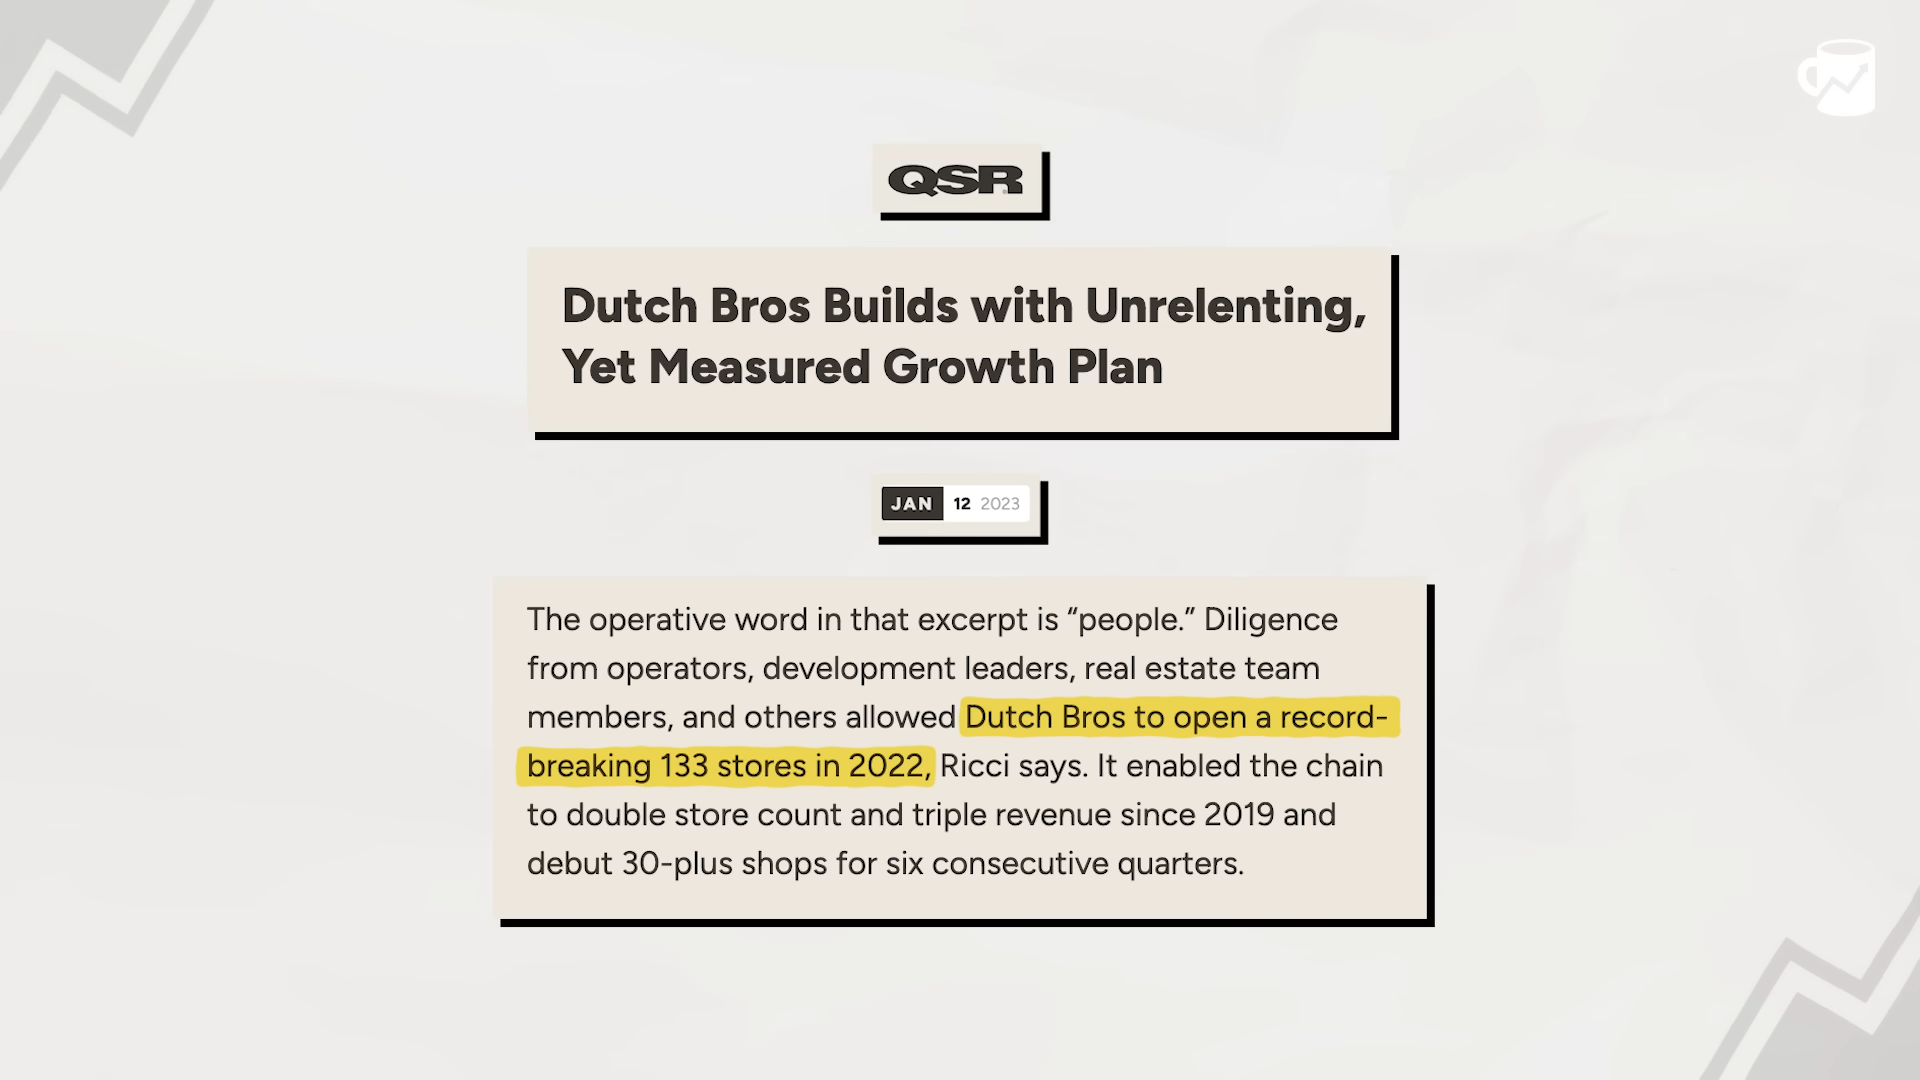 QSR
Dutch Bros Builds with Unrelenting,
Yet Measured Growth Plan
JAN 12 2023
The operative word in that excerpt is “people.” Diligence
from operators, development leaders, real estate team
members, and others allowed Dutch Bros to open a record-
breaking 133 stores in 2022, Ricci says. It enabled the chain
to double store count and triple revenue since 2019 and
debut 30-plus shops for six consecutive quarters.